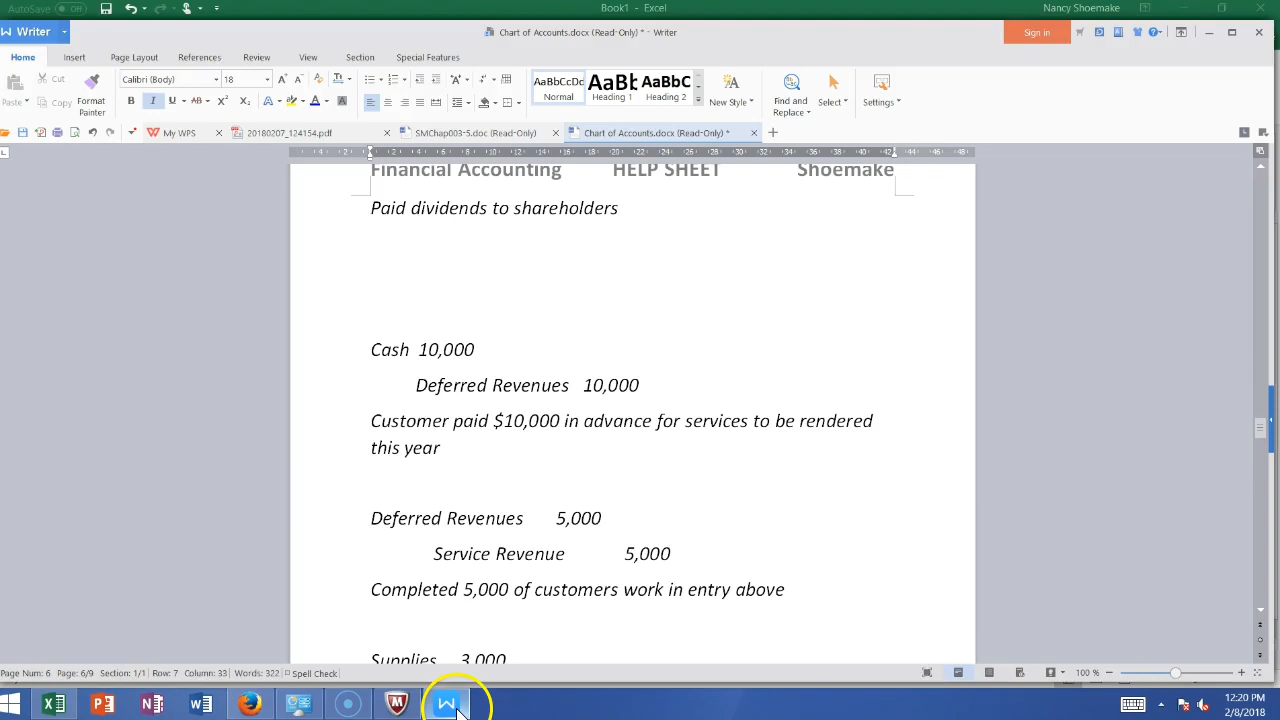 AutoSave Off Book1 - Excel Nancy Shoemake
W Writer Chart of Accounts.docx (Read-Only) * - Writer Sign in
Home Insert Page Layout References View Section Review Tools Special Features
Paste Cut Copy Format Painter Calibri (Body) 18 AaBbCcDd Normal AaBb Heading 1 AaBbC Heading 2 New Style Find and Replace Select Settings
My WPS 20180207_124154.pdf SMChap003-5.doc (Read-Only) Chart of Accounts.docx (Read-Only) *
Financial Accounting HELP SHEET Shoemake
Paid dividends to shareholders
Cash 10,000
Deferred Revenues 10,000
Customer paid $10,000 in advance for services to be rendered
this year
Deferred Revenues 5,000
Service Revenue 5,000
Completed 5,000 of customers work in entry above
Supplies 3,000
Page Num: 6 Page: 6/9 Section: 1/1 Row: 7 Column: 33 Words: 322 Spell Check 100 %
12:20 PM
2/8/2018